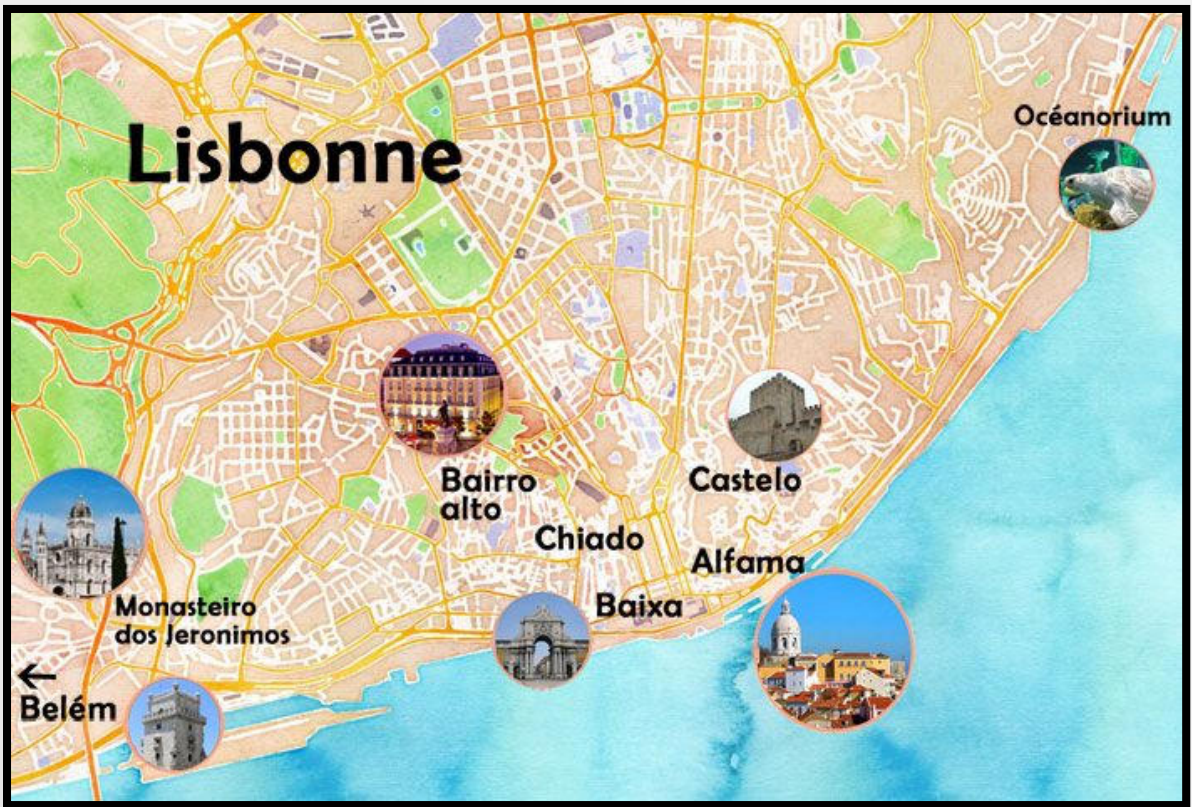 Lisbonne
Océanorium
Bairro
alto
Castelo
Chiado
Alfama
Baixa
Monasteiro
dos Jeronimos
←
Belém